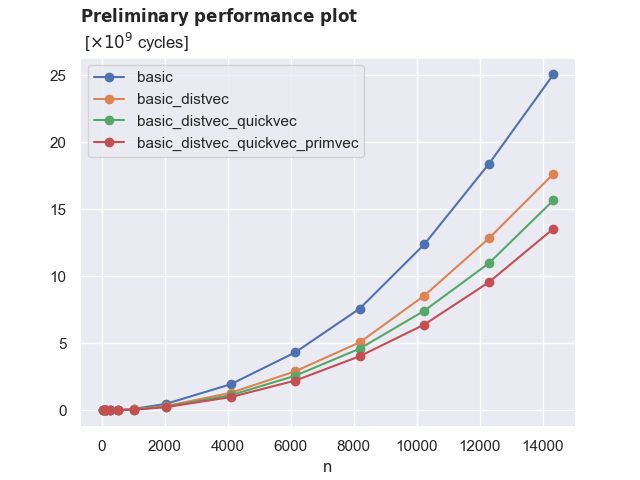 Preliminary performance plot
[×10⁹ cycles]
basic
basic_distvec
basic_distvec_quickvec
basic_distvec_quickvec_primvec
25
20
15
10
5
0
0 2000 4000 6000 8000 10000 12000 14000
n